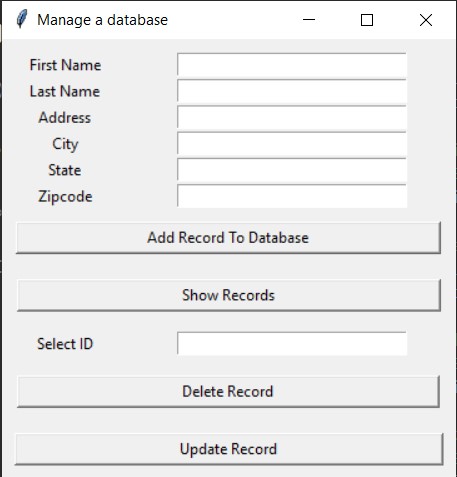 Manage a database
First Name
Last Name
Address
City
State
Zipcode
Add Record To Database
Show Records
Select ID
Delete Record
Update Record